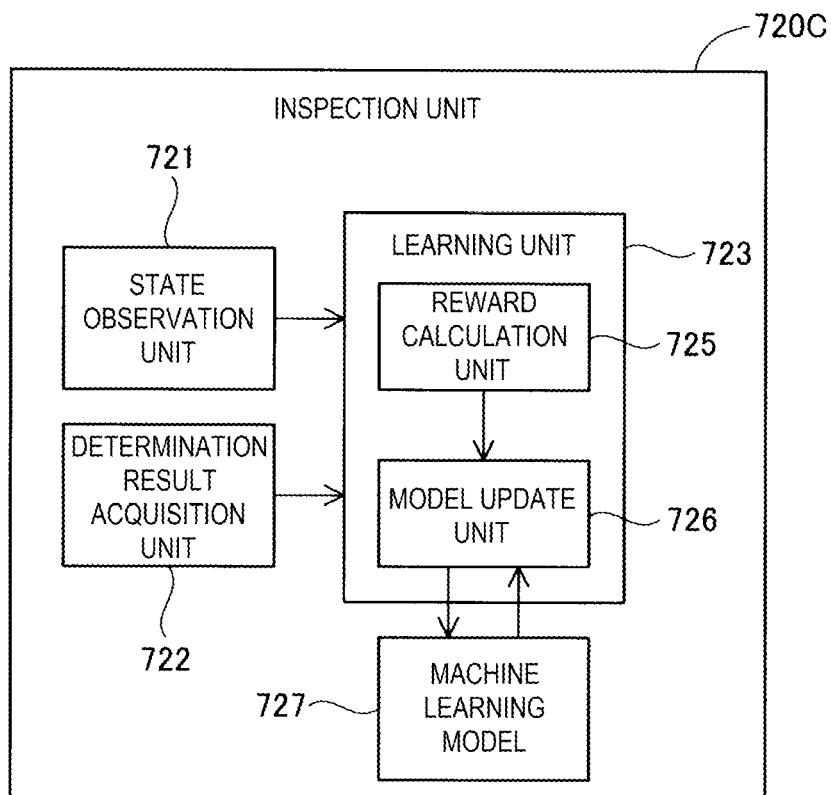 720C
INSPECTION UNIT
721
STATE
OBSERVATION
UNIT
LEARNING UNIT
723
REWARD
CALCULATION
UNIT
725
DETERMINATION
RESULT
ACQUISITION
UNIT
722
MODEL UPDATE
UNIT
726
727
MACHINE
LEARNING
MODEL